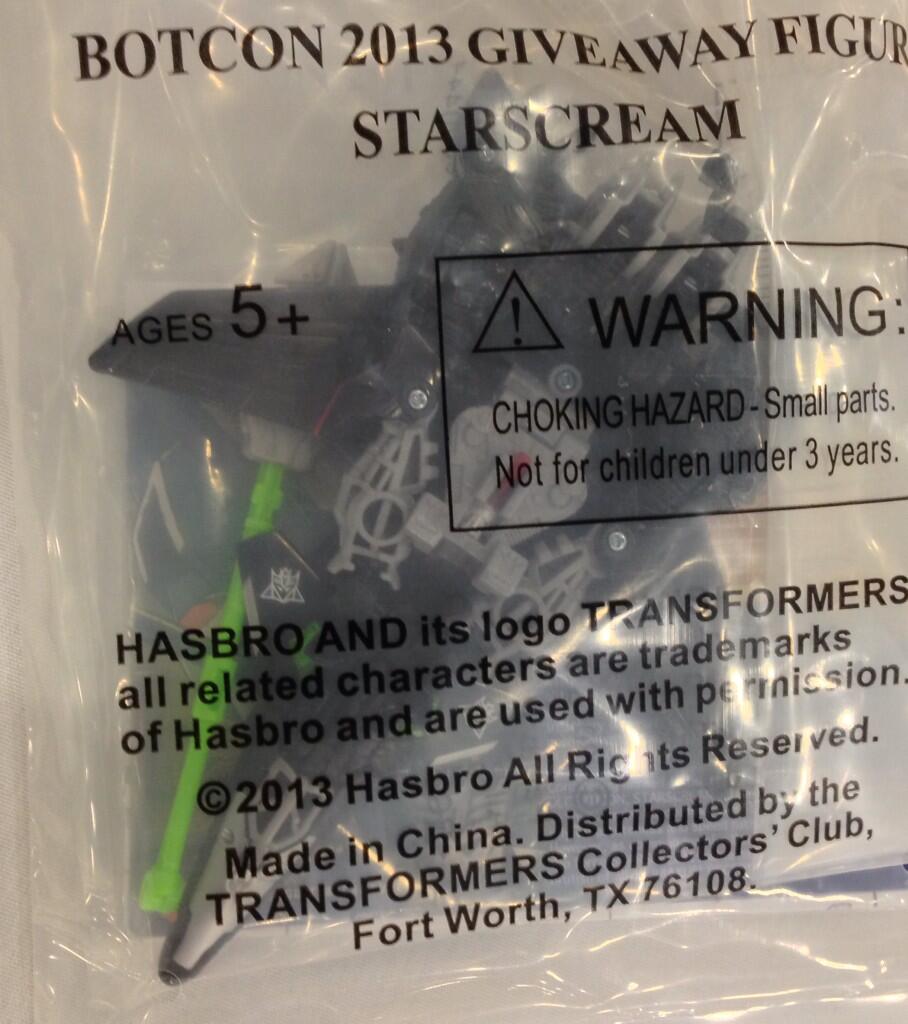 BOTCON 2013 GIVEAWAY FIGUR
STARSCREAM
AGES 5+
WARNING:
CHOKING HAZARD - Small parts.
Not for children under 3 years.
HASBRO AND its logo TRANSFORMERS
all related characters are trademarks
of Hasbro and are used with permission.
©2013 Hasbro All Rights Reserved.
Made in China. Distributed by the
TRANSFORMERS Collectors' Club,
Fort Worth, TX 76108.